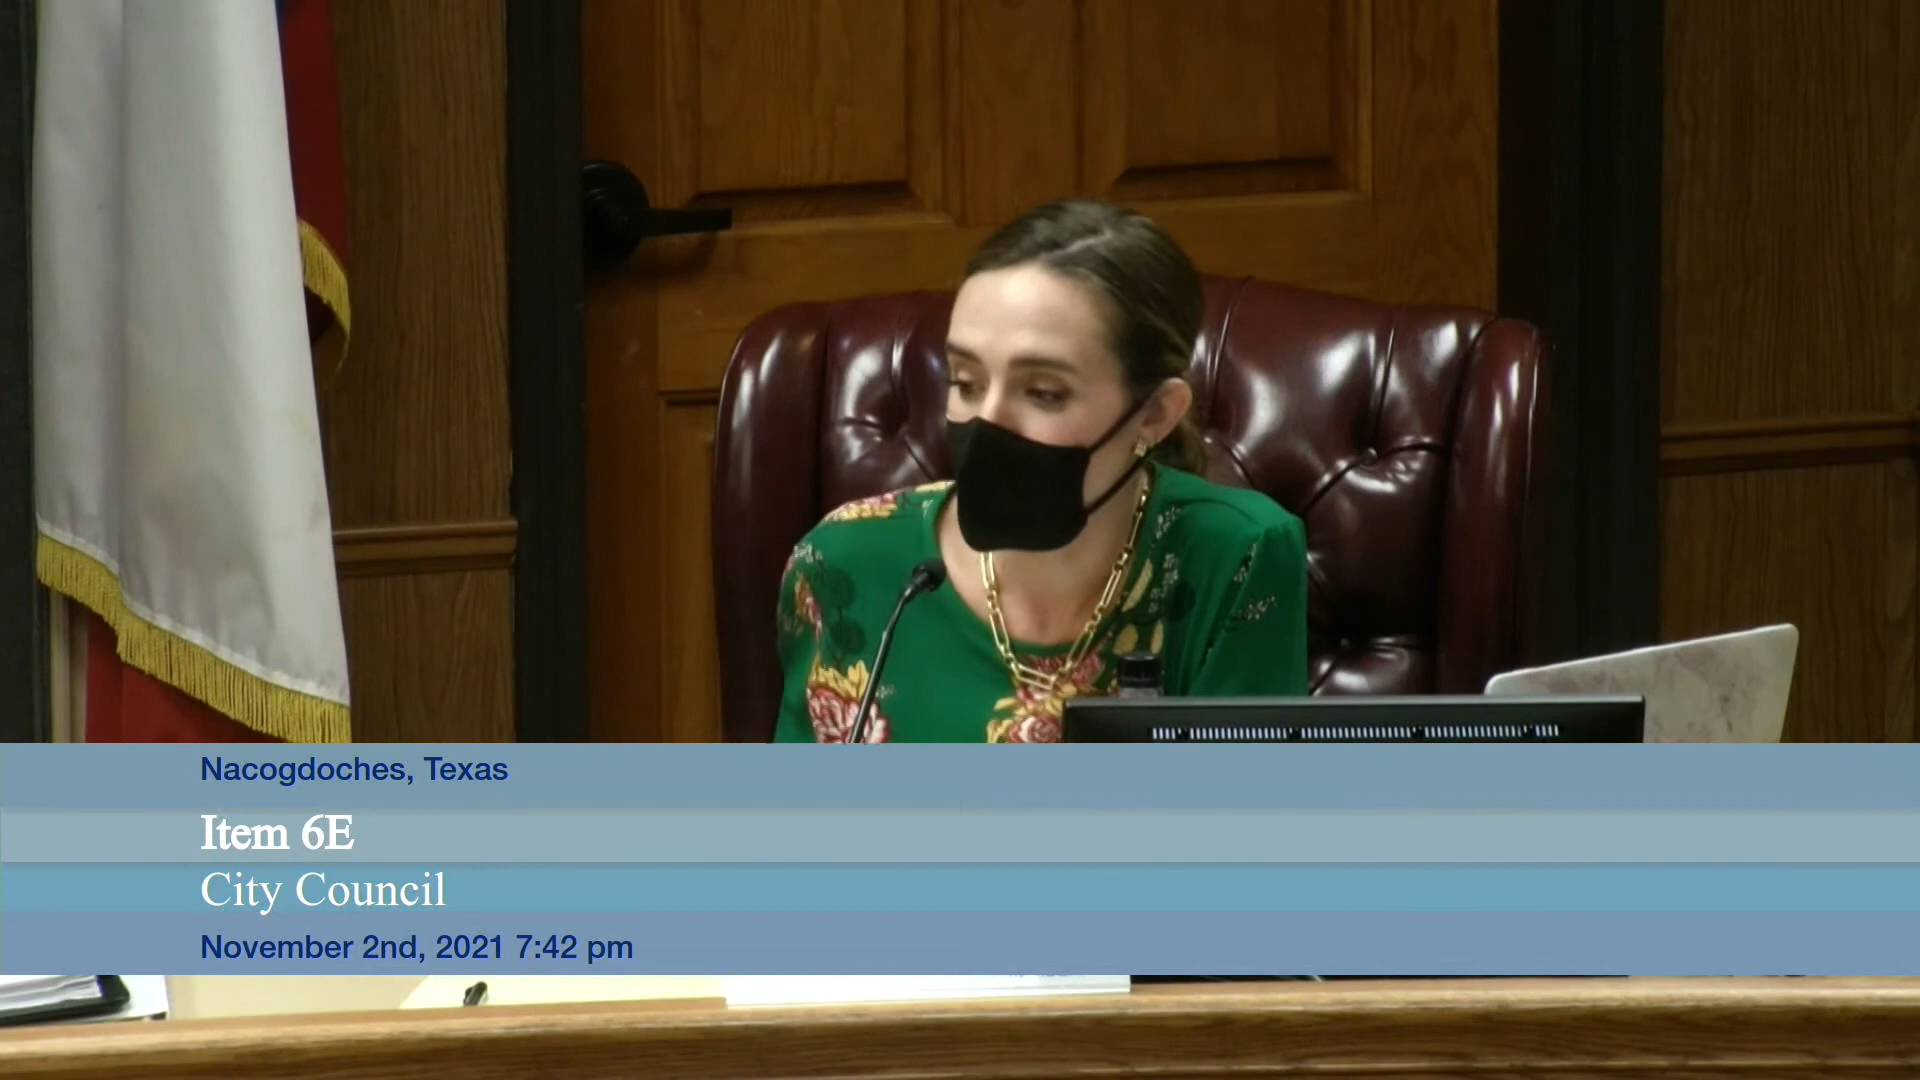 Nacogdoches, Texas
Item 6E
City Council
November 2nd, 2021 7:42 pm